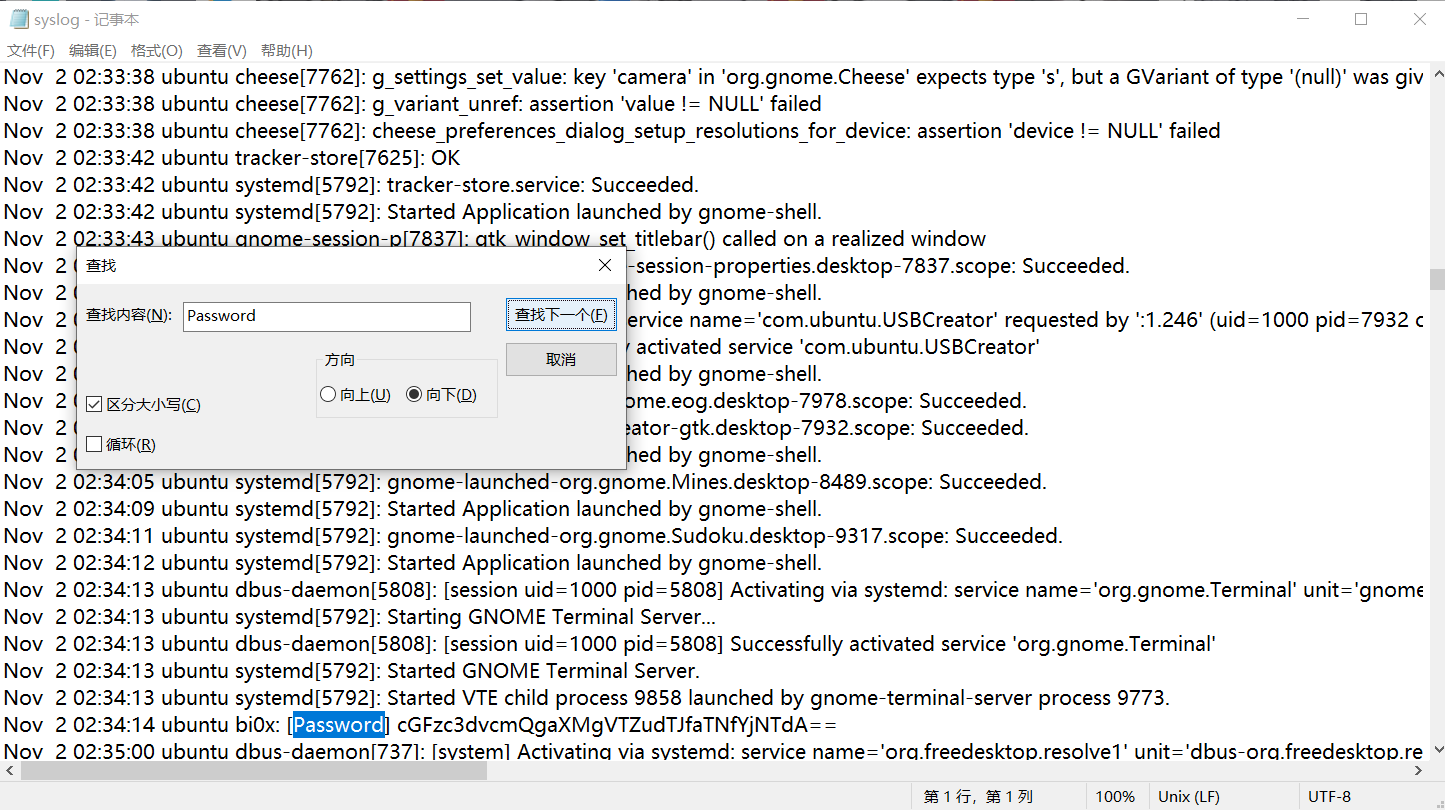 syslog - 记事本
文件(F) 编辑(E) 格式(O) 查看(V) 帮助(H)
Nov  2 02:33:38 ubuntu cheese[7762]: g_settings_set_value: key 'camera' in 'org.gnome.Cheese' expects type 's', but a GVariant of type '(null)' was giv
Nov  2 02:33:38 ubuntu cheese[7762]: g_variant_unref: assertion 'value != NULL' failed
Nov  2 02:33:38 ubuntu cheese[7762]: cheese_preferences_dialog_setup_resolutions_for_device: assertion 'device != NULL' failed
Nov  2 02:33:42 ubuntu tracker-store[7625]: OK
Nov  2 02:33:42 ubuntu systemd[5792]: tracker-store.service: Succeeded.
Nov  2 02:33:42 ubuntu systemd[5792]: Started Application launched by gnome-shell.
Nov  2 02:33:43 ubuntu gnome-session-p[7837]: gtk_window_set_titlebar() called on a realized window
Nov  2 -session-properties.desktop-7837.scope: Succeeded.
Nov  2 hed by gnome-shell.
Nov  2 ervice name='com.ubuntu.USBCreator' requested by ':1.246' (uid=1000 pid=7932 c
Nov  2 activated service 'com.ubuntu.USBCreator'
Nov  2 hed by gnome-shell.
Nov  2 ome.eog.desktop-7978.scope: Succeeded.
Nov  2 eator-gtk.desktop-7932.scope: Succeeded.
Nov  2 hed by gnome-shell.
查找
查找内容(N): Password 查找下一个(F)
取消
方向
向上(U) 向下(D)
区分大小写(C)
循环(R)
Nov  2 02:34:05 ubuntu systemd[5792]: gnome-launched-org.gnome.Mines.desktop-8489.scope: Succeeded.
Nov  2 02:34:09 ubuntu systemd[5792]: Started Application launched by gnome-shell.
Nov  2 02:34:11 ubuntu systemd[5792]: gnome-launched-org.gnome.Sudoku.desktop-9317.scope: Succeeded.
Nov  2 02:34:12 ubuntu systemd[5792]: Started Application launched by gnome-shell.
Nov  2 02:34:13 ubuntu dbus-daemon[5808]: [session uid=1000 pid=5808] Activating via systemd: service name='org.gnome.Terminal' unit='gnome
Nov  2 02:34:13 ubuntu systemd[5792]: Starting GNOME Terminal Server...
Nov  2 02:34:13 ubuntu dbus-daemon[5808]: [session uid=1000 pid=5808] Successfully activated service 'org.gnome.Terminal'
Nov  2 02:34:13 ubuntu systemd[5792]: Started GNOME Terminal Server.
Nov  2 02:34:13 ubuntu systemd[5792]: Started VTE child process 9858 launched by gnome-terminal-server process 9773.
Nov  2 02:34:14 ubuntu bi0x: [Password] cGFzc3dvcmQgaXMgVTZudTJfaTNfYjNTdA==
Nov  2 02:35:00 ubuntu dbus-daemon[737]: [system] Activating via systemd: service name='org.freedesktop.resolve1' unit='dbus-org.freedesktop.re
第 1 行，第 1 列 100% Unix (LF) UTF-8